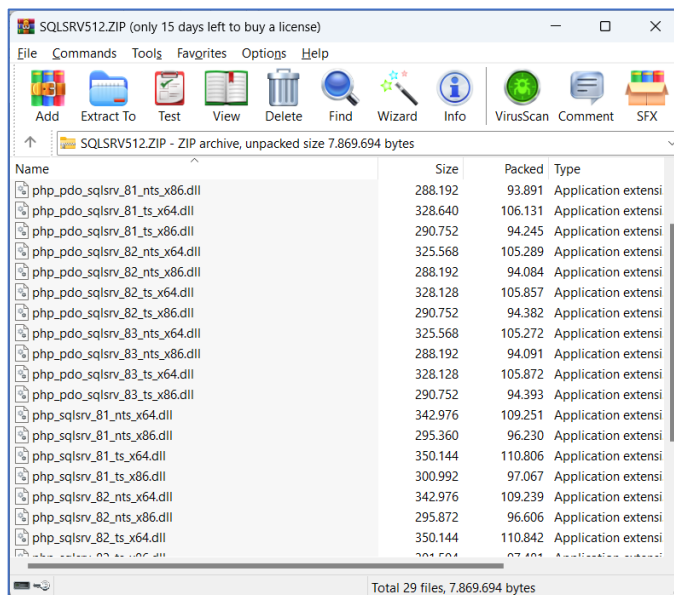 SQLSRV512.ZIP (only 15 days left to buy a license)
File Commands Tools Favorites Options Help
Add Extract To Test View Delete Find Wizard Info VirusScan Comment SFX
SQLSRV512.ZIP - ZIP archive, unpacked size 7.869.694 bytes
Name Size Packed Type
php_pdo_sqlsrv_81_nts_x86.dll 288.192 93.891 Application extensi
php_pdo_sqlsrv_81_ts_x64.dll 328.640 106.131 Application extensi
php_pdo_sqlsrv_81_ts_x86.dll 290.752 94.245 Application extensi
php_pdo_sqlsrv_82_nts_x64.dll 325.568 105.289 Application extensi
php_pdo_sqlsrv_82_nts_x86.dll 288.192 94.084 Application extensi
php_pdo_sqlsrv_82_ts_x64.dll 328.128 105.857 Application extensi
php_pdo_sqlsrv_82_ts_x86.dll 290.752 94.382 Application extensi
php_pdo_sqlsrv_83_nts_x64.dll 325.568 105.272 Application extensi
php_pdo_sqlsrv_83_nts_x86.dll 288.192 94.091 Application extensi
php_pdo_sqlsrv_83_ts_x64.dll 328.128 105.872 Application extensi
php_pdo_sqlsrv_83_ts_x86.dll 290.752 94.393 Application extensi
php_sqlsrv_81_nts_x64.dll 342.976 109.251 Application extensi
php_sqlsrv_81_nts_x86.dll 295.360 96.230 Application extensi
php_sqlsrv_81_ts_x64.dll 350.144 110.806 Application extensi
php_sqlsrv_81_ts_x86.dll 300.992 97.067 Application extensi
php_sqlsrv_82_nts_x64.dll 342.976 109.239 Application extensi
php_sqlsrv_82_nts_x86.dll 295.872 96.606 Application extensi
php_sqlsrv_82_ts_x64.dll 350.144 110.842 Application extensi
Total 29 files, 7.869.694 bytes